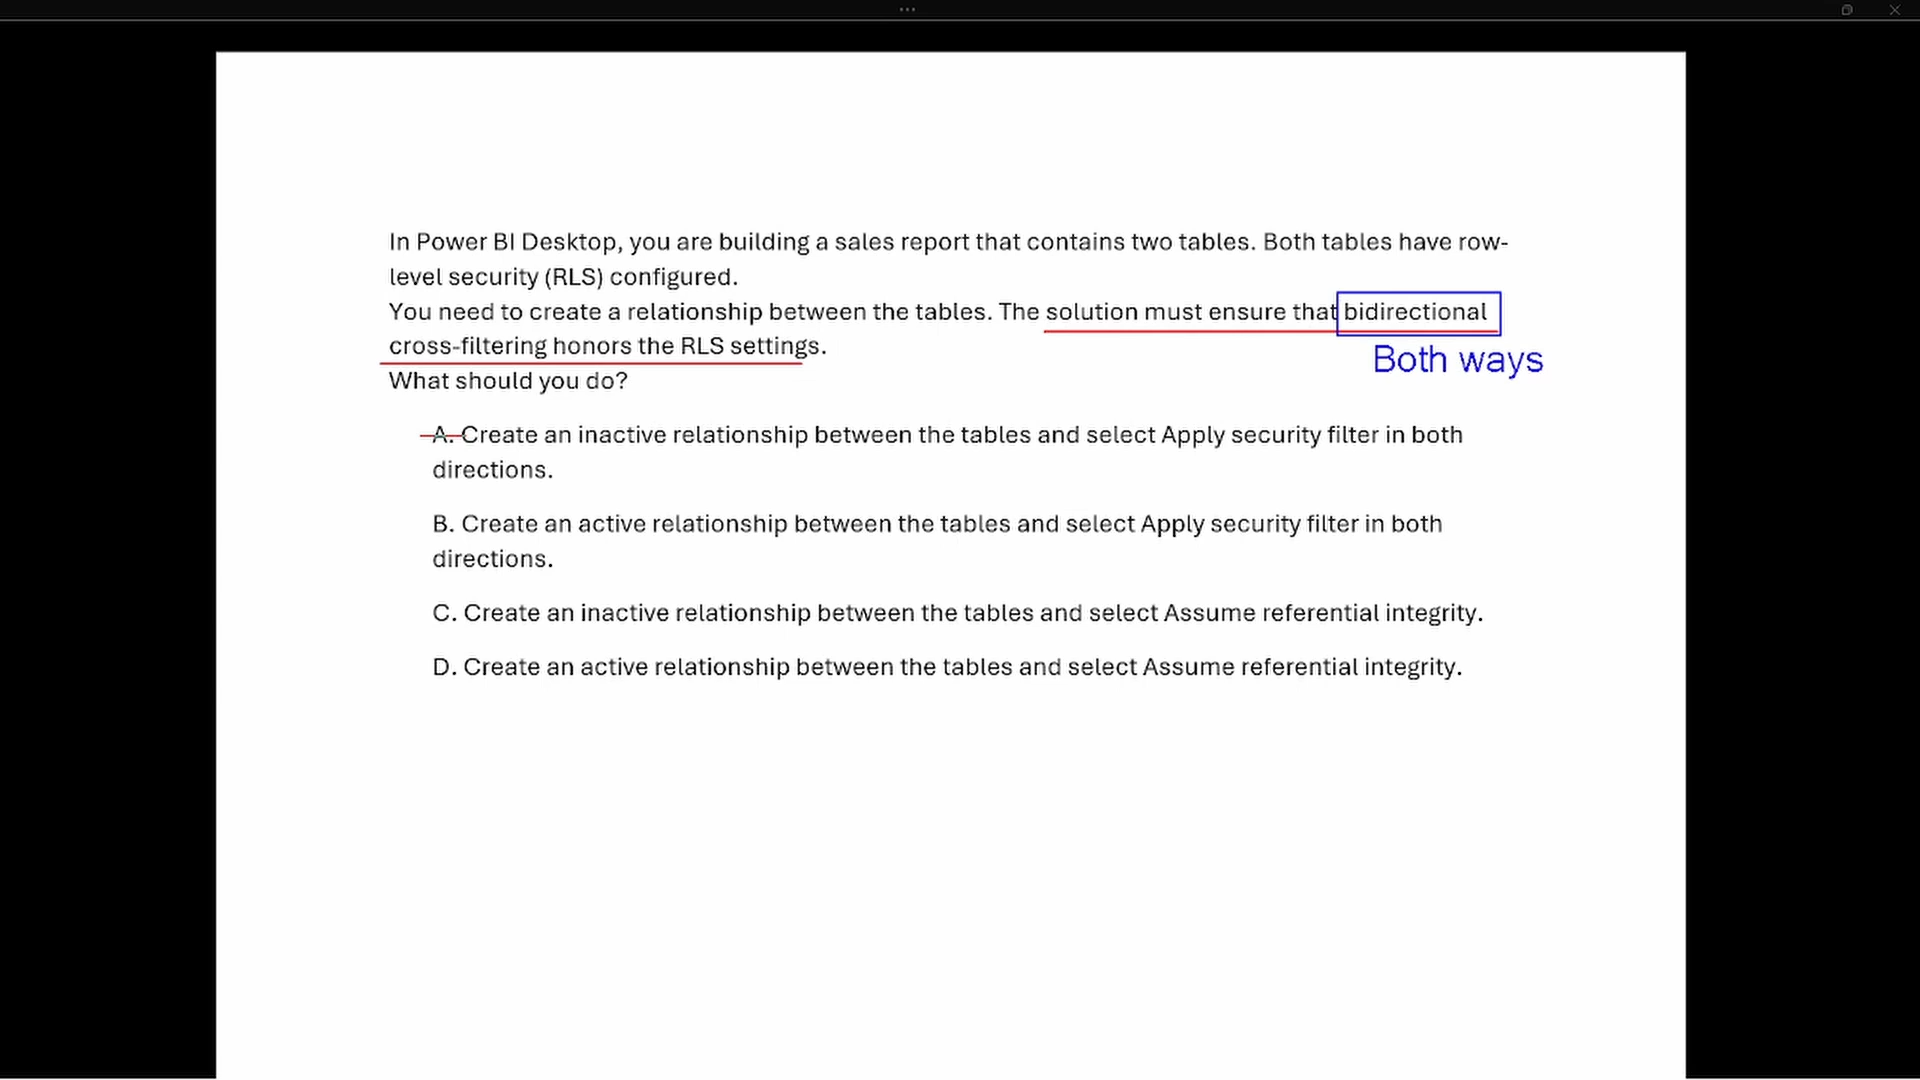 In Power BI Desktop, you are building a sales report that contains two tables. Both tables have row-
level security (RLS) configured.
You need to create a relationship between the tables. The solution must ensure that bidirectional
cross-filtering honors the RLS settings.
Both ways
What should you do?
A. Create an inactive relationship between the tables and select Apply security filter in both
directions.
B. Create an active relationship between the tables and select Apply security filter in both
directions.
C. Create an inactive relationship between the tables and select Assume referential integrity.
D. Create an active relationship between the tables and select Assume referential integrity.